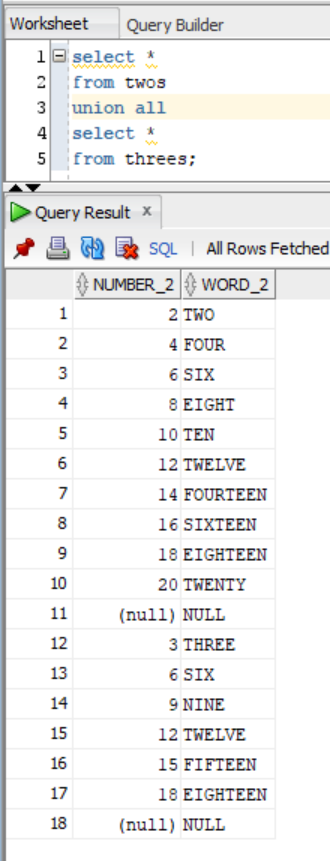 Worksheet Query Builder
1 select *
2 from twos
3 union all
4 select *
5 from threes;
Query Result x
SQL | All Rows Fetched
NUMBER_2 WORD_2
1 2 TWO
2 4 FOUR
3 6 SIX
4 8 EIGHT
5 10 TEN
6 12 TWELVE
7 14 FOURTEEN
8 16 SIXTEEN
9 18 EIGHTEEN
10 20 TWENTY
11 (null) NULL
12 3 THREE
13 6 SIX
14 9 NINE
15 12 TWELVE
16 15 FIFTEEN
17 18 EIGHTEEN
18 (null) NULL